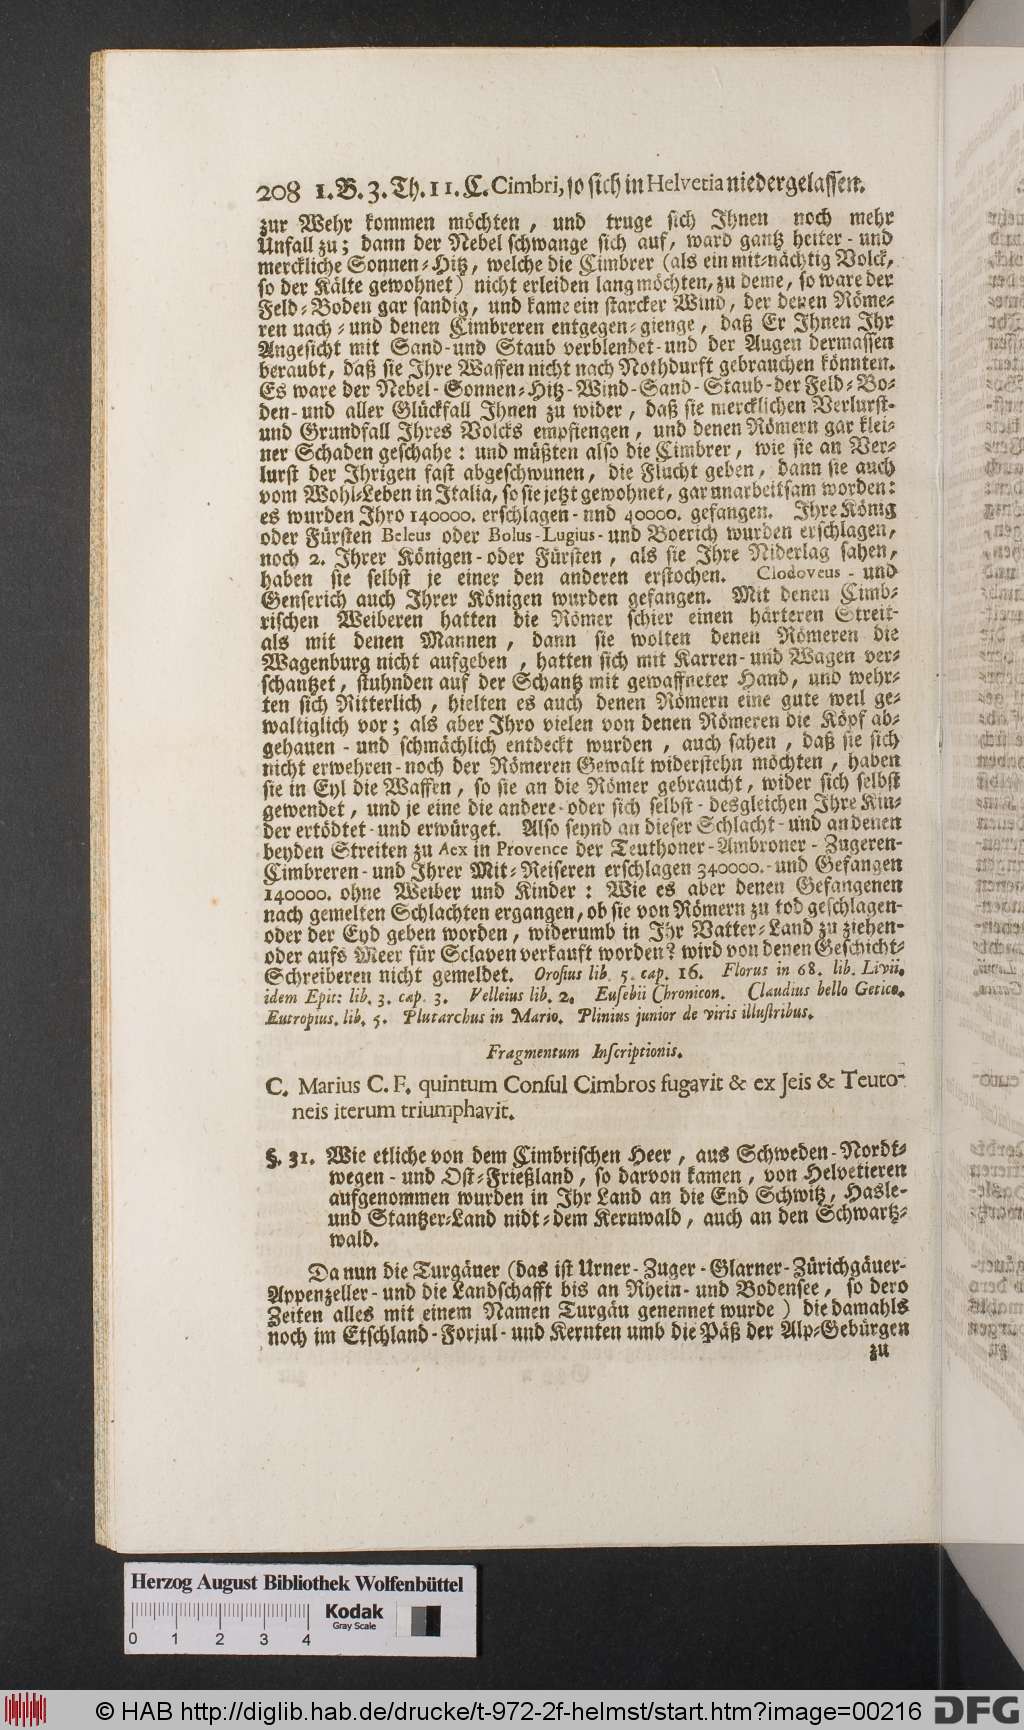 208 1. B. 3. Th. 11. C. Cimbri, so sich in Helvetia niedergelassen.
zur Wehr kommen möchten, und truge sich Ihnen noch mehr
Unfall zu; dann der Nebel schwange sich auf, ward gantz heiter- und
merckliche Sonnen-Hitz, welche die Cimbrer (als ein mit-nächtig Volck,
so der Kälte gewohnet) nicht erleiden lang möchten, zu deme, so ware der
Feld-Boden gar sandig, und kame ein starcker Wind, der denen Röme-
ren nach- und denen Cimbreren entgegen-gienge, daß Er Ihnen Ihr
Angesicht mit Sand- und Staub verblendet- und der Augen dermassen
beraubt, daß sie Ihre Waffen nicht nach Nothdurft gebrauchen könnten.
Es ware der Nebel- Sonnen-Hitz- Wind- Sand- Staub- der Feld-Bo-
den- und aller Glückfall Ihnen zu wider, daß sie mercklichen Verlurst-
und Grundfall Ihres Volcks empfiengen, und denen Römern gar klei-
ner Schaden geschahe: und müßten also die Cimbrer, wie sie an Ver-
lurst der Ihrigen fast abgeschwunen, die Flucht geben, dann sie auch
vom Wohl-Leben in Italia, so sie jetzt gewohnet, gar unarbeitsam worden:
es wurden Ihro 140000. erschlagen- und 40000. gefangen. Ihre König
oder Fürsten Beleus oder Bolus- Lugius- und Boerich wurden erschlagen,
noch 2. Ihrer Königen- oder Fürsten, als sie Ihre Niderlag sahen,
haben sie selbst je einer den anderen erstochen. Clodoveus- und
Genserich auch Ihrer Königen wurden gefangen. Mit denen Cimb-
rischen Weiberen hatten die Römer schier einen härteren Streit-
als mit denen Mannen, dann sie wolten denen Römeren die
Wagenburg nicht aufgeben, hatten sich mit Karren- und Wagen ver-
schantzet, stuhnden auf der Schantz mit gewaffneter Hand, und wehr-
ten sich Ritterlich, hielten es auch denen Römern eine gute weil ge-
waltiglich vor; als aber Ihro vielen von denen Römeren die Köpf ab-
gehauen- und schmächlich entdeckt wurden, auch sahen, daß sie sich
nicht erwehren- noch der Römeren Gewalt widerstehn möchten, haben
sie in Eyl die Waffen, so sie an die Römer gebraucht, wider sich selbst
gewendet, und je eine die andere- oder sich selbst- desgleichen Ihre Kin-
der ertödtet- und erwürget. Also seynd an dieser Schlacht- und an denen
beyden Streiten zu Aex in Provence der Teuthoner- Ambroner- Zugeren-
Cimbreren- und Ihrer Mit-Reiseren erschlagen 340000.- und Gefangen
140000. ohne Weiber und Kinder: Wie es aber denen Gefangenen
nach gemelten Schlachten ergangen, ob sie von Römern zu tod geschlagen-
oder der Eyd geben worden, widerumb in Ihr Vatter-Land zu ziehen-
oder aufs Meer für Sclaven verkauft worden? wird von denen Geschicht-
Schreiberen nicht gemeldet. Orosius lib. 5. cap. 16. Florus in 68. lib. Livii.
idem Epit: lib. 3. cap. 3. Velleius lib. 2. Eusebii Chronicon. Claudius bello Getico.
Eutropius. lib. 5. Plutarchus in Mario. Plinius junior de viris illustribus.
Fragmentum Inscriptionis.
C. Marius C. F. quintum Consul Cimbros fugavit & ex Jeis & Teuto-
neis iterum triumphavit.
§. 31. Wie etliche von dem Cimbrischen Heer, aus Schweden- Nordk-
wegen- und Ost-Frießland, so darvon kamen, von Helvetieren
aufgenommen wurden in Ihr Land an die End Schwitz, Hasle-
und Stantzer-Land nidt-dem Kernwald, auch an den Schwartz-
wald.
Da nun die Turgäuer (das ist Urner- Zuger- Glarner- Zürichgäuer-
Appenzeller- und die Landschafft bis an Rhein- und Bodensee, so dero
Zeiten alles mit einem Namen Turgäu genennet wurde) die damahls
noch im Etschland- Forjul- und Kernten umb die Päß der Alp-Gebürgen
zu
Herzog August Bibliothek Wolfenbüttel
Kodak
Gray Scale
0 1 2 3 4
© HAB http://diglib.hab.de/drucke/t-972-2f-helmst/start.htm?image=00216
DFG